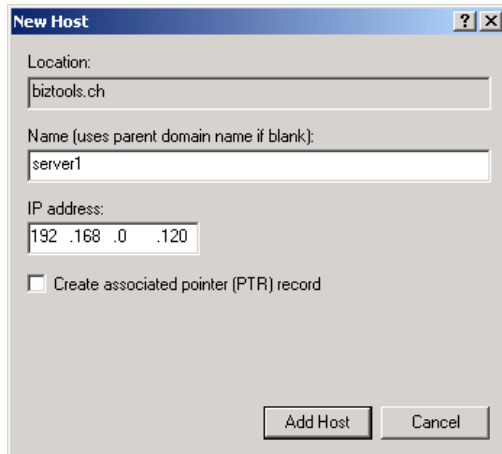 New Host
Location:
biztools.ch
Name (uses parent domain name if blank):
server1
IP address:
192 .168 .0 .120
Create associated pointer (PTR) record
Add Host Cancel